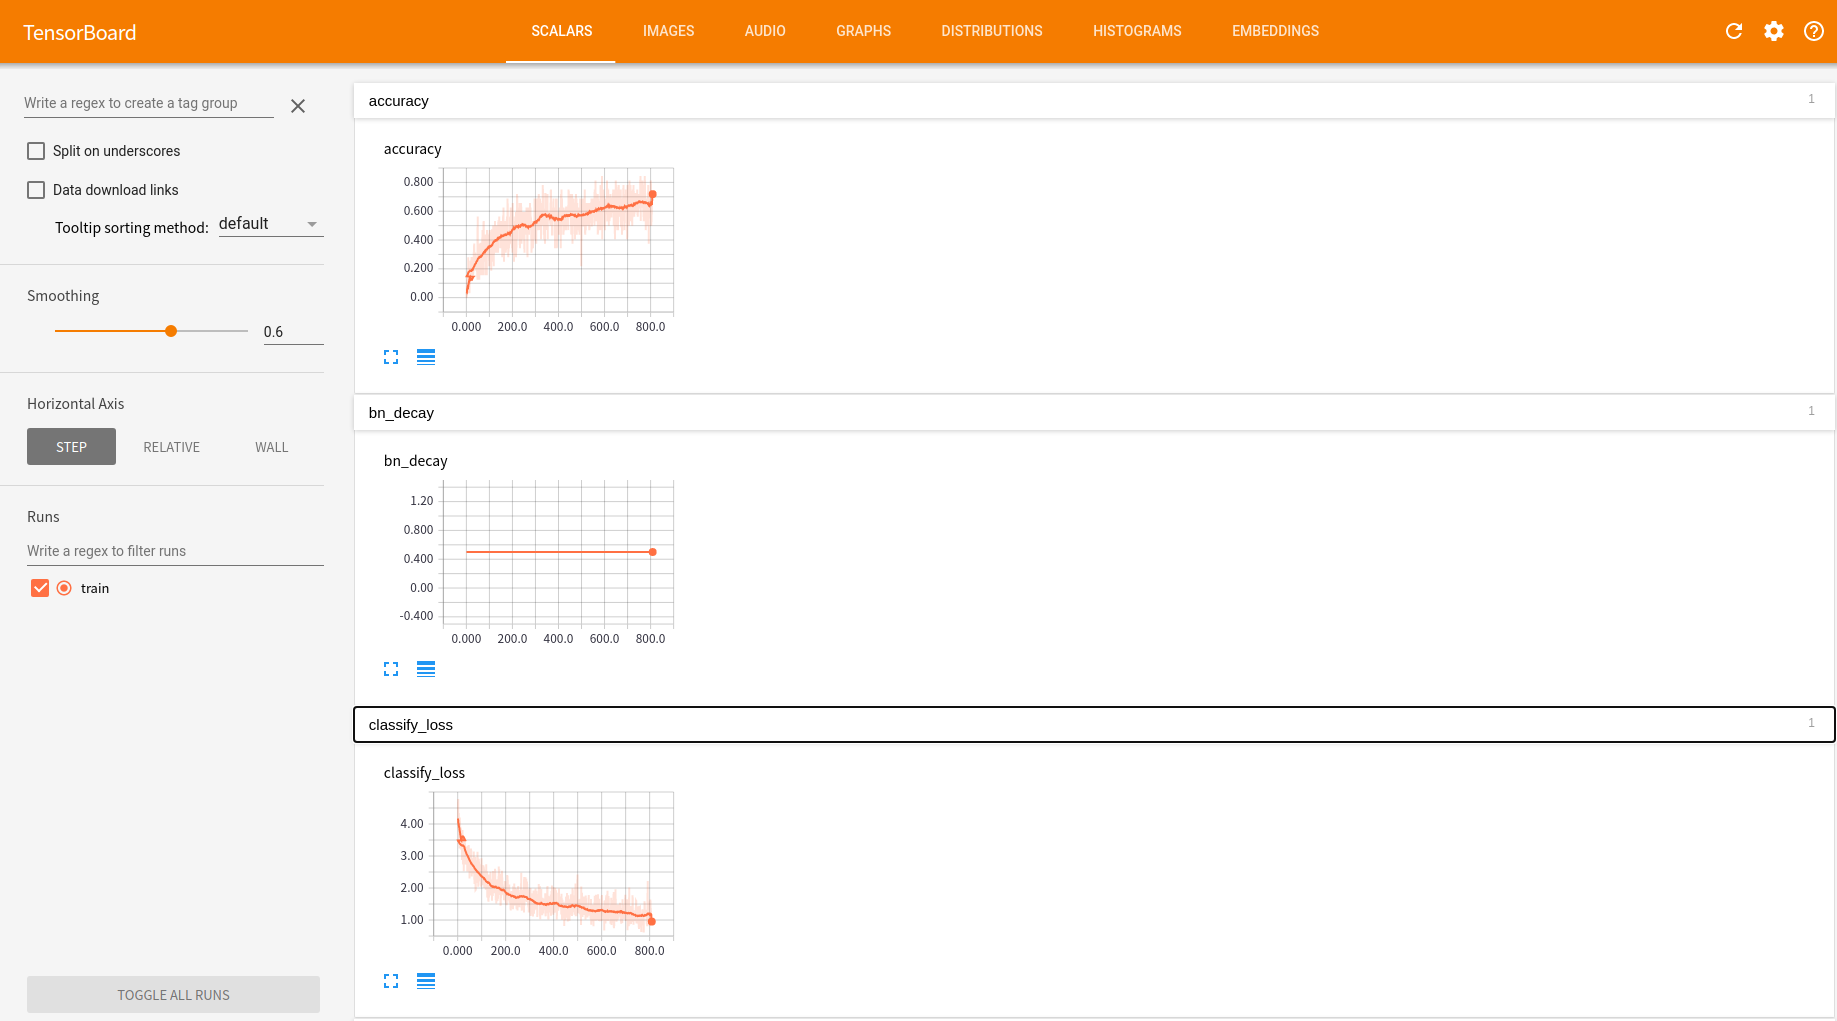 TensorBoard
SCALARS IMAGES AUDIO GRAPHS DISTRIBUTIONS HISTOGRAMS EMBEDDINGS
Write a regex to create a tag group
Split on underscores
Data download links
Tooltip sorting method: default
Smoothing
0.6
Horizontal Axis
STEP RELATIVE WALL
Runs
Write a regex to filter runs
train
TOGGLE ALL RUNS
accuracy 1
accuracy
0.800
0.600
0.400
0.200
0.00
0.000 200.0 400.0 600.0 800.0
bn_decay 1
bn_decay
1.20
0.800
0.400
0.00
-0.400
0.000 200.0 400.0 600.0 800.0
classify_loss 1
classify_loss
4.00
3.00
2.00
1.00
0.000 200.0 400.0 600.0 800.0